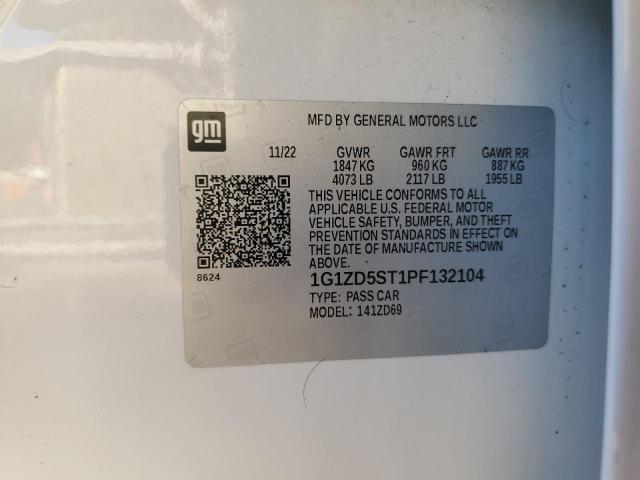 gm
MFD BY GENERAL MOTORS LLC
11/22 GVWR GAWR FRT GAWR RR
1847 KG 960 KG 887 KG
4073 LB 2117 LB 1955 LB
THIS VEHICLE CONFORMS TO ALL
APPLICABLE U.S. FEDERAL MOTOR
VEHICLE SAFETY, BUMPER, AND THEFT
PREVENTION STANDARDS IN EFFECT ON
THE DATE OF MANUFACTURE SHOWN
ABOVE.
8624
1G1ZD5ST1PF132104
TYPE: PASS CAR
MODEL: 141ZD69